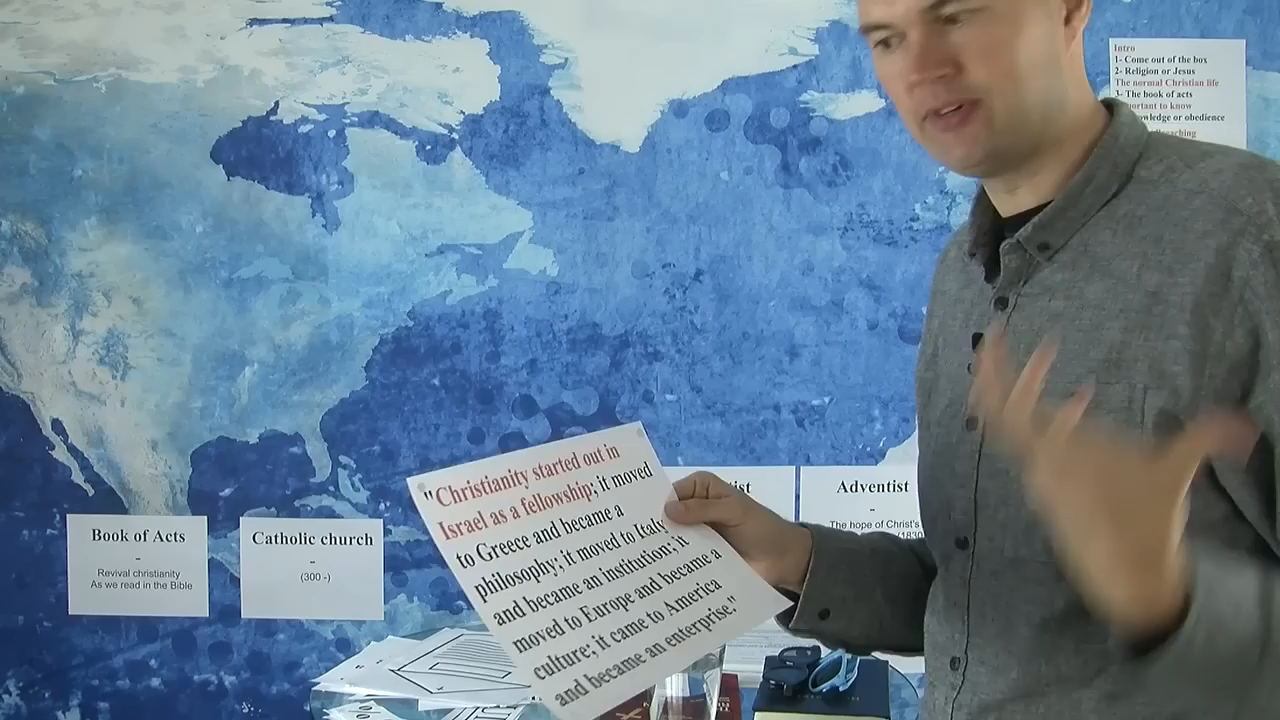 Intro
1- Come out of the box
2- Religion or Jesus
The normal Christian life
3- The book of acts
to know
or obedience
"Christianity started out in
Israel as a fellowship; it moved
to Greece and became a
philosophy; it moved to Italy
and became an institution; it
moved to Europe and became a
culture; it came to America
and became an enterprise."
Book of Acts
-
Revival christianity
As we read in the Bible
Catholic church
-
(300 -)
Adventist
-
The hope of Christ's